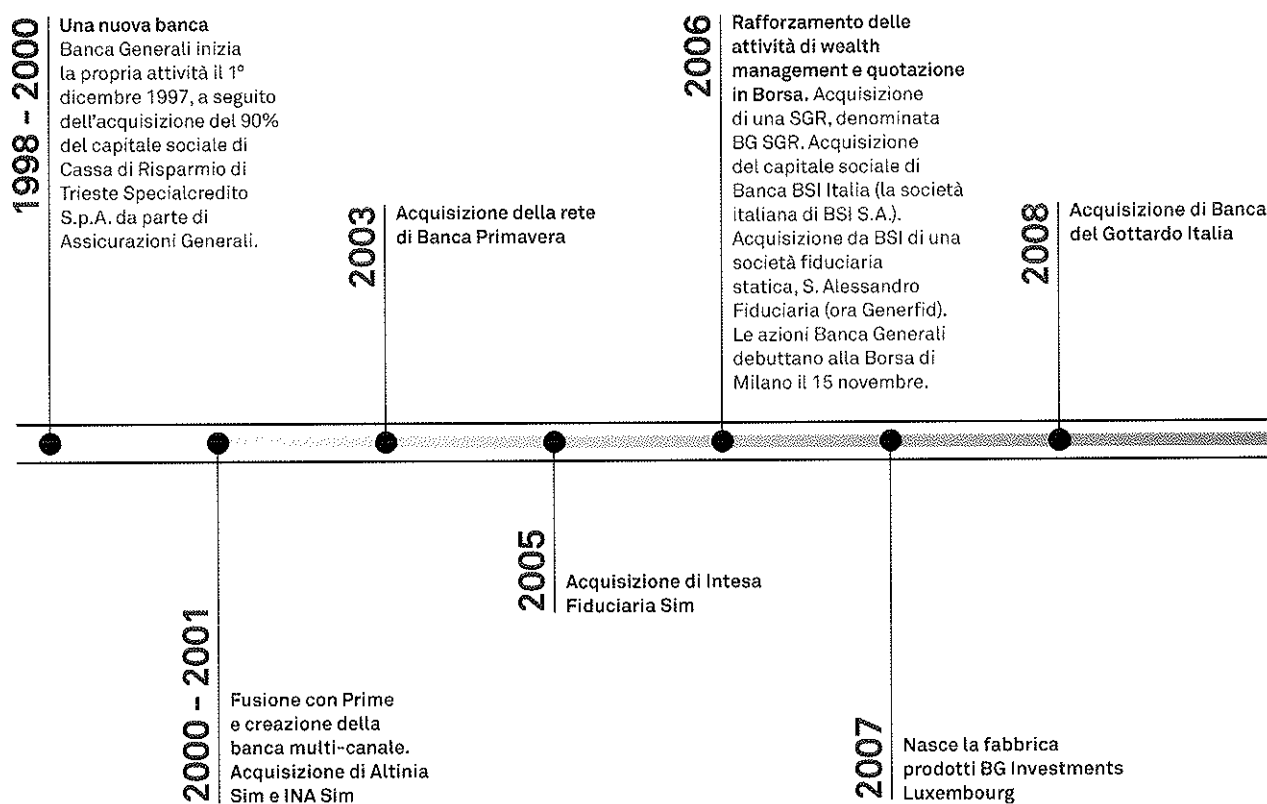 1998 - 2000
Una nuova banca
Banca Generali inizia
la propria attività il 1°
dicembre 1997, a seguito
dell'acquisizione del 90%
del capitale sociale di
Cassa di Risparmio di
Trieste Specialcredito
S.p.A. da parte di
Assicurazioni Generali.
2000 - 2001
Fusione con Prime
e creazione della
banca multi-canale.
Acquisizione di Altinia
Sim e INA Sim
2003
Acquisizione della rete
di Banca Primavera
2005
Acquisizione di Intesa
Fiduciaria Sim
2006
Rafforzamento delle
attività di wealth
management e quotazione
in Borsa. Acquisizione
di una SGR, denominata
BG SGR. Acquisizione
del capitale sociale di
Banca BSI Italia (la società
italiana di BSI S.A.).
Acquisizione da BSI di una
società fiduciaria
statica, S. Alessandro
Fiduciaria (ora Generfid).
Le azioni Banca Generali
debuttano alla Borsa di
Milano il 15 novembre.
2007
Nasce la fabbrica
prodotti BG Investments
Luxembourg
2008
Acquisizione di Banca
del Gottardo Italia